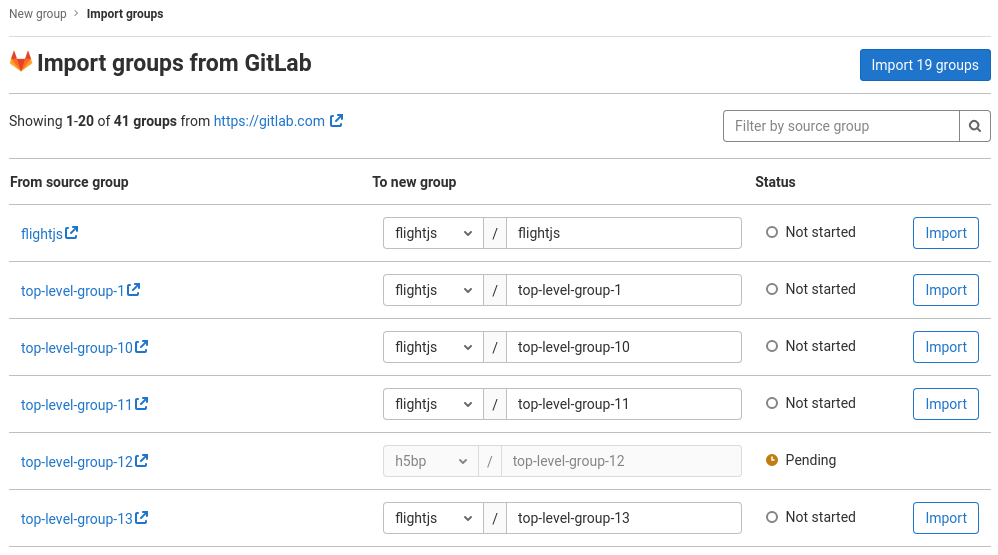 New group > Import groups
Import groups from GitLab
Import 19 groups
Showing 1-20 of 41 groups from https://gitlab.com
Filter by source group
From source group To new group Status
flightjs flightjs / flightjs Not started Import
top-level-group-1 flightjs / top-level-group-1 Not started Import
top-level-group-10 flightjs / top-level-group-10 Not started Import
top-level-group-11 flightjs / top-level-group-11 Not started Import
top-level-group-12 h5bp / top-level-group-12 Pending
top-level-group-13 flightjs / top-level-group-13 Not started Import